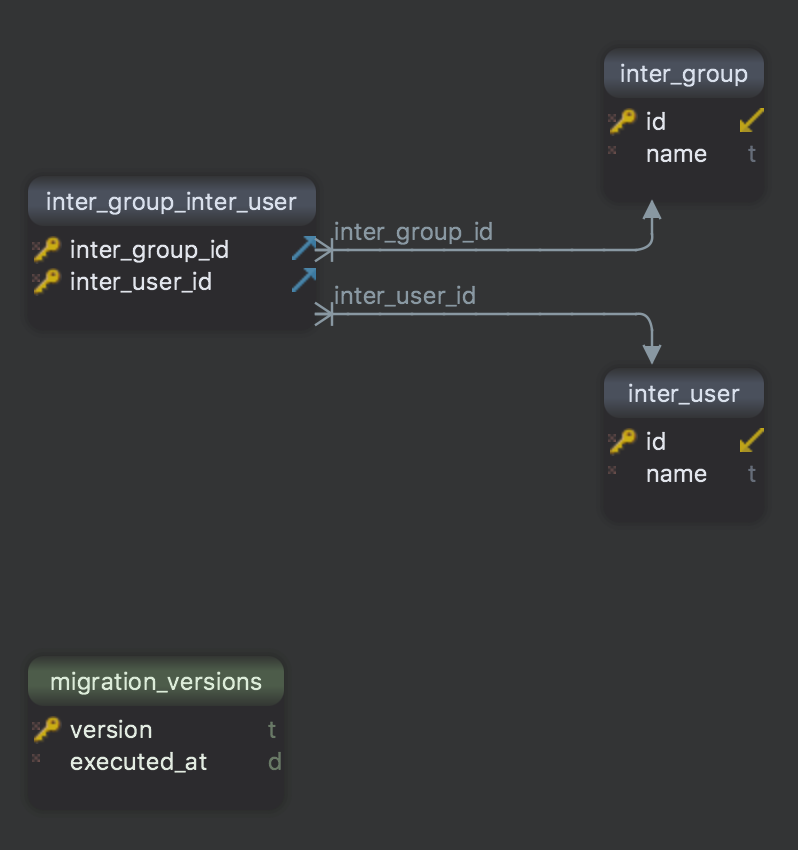 inter_group
id
name t
inter_group_inter_user
inter_group_id
inter_user_id
inter_group_id
inter_user_id
inter_user
id
name t
migration_versions
version t
executed_at d